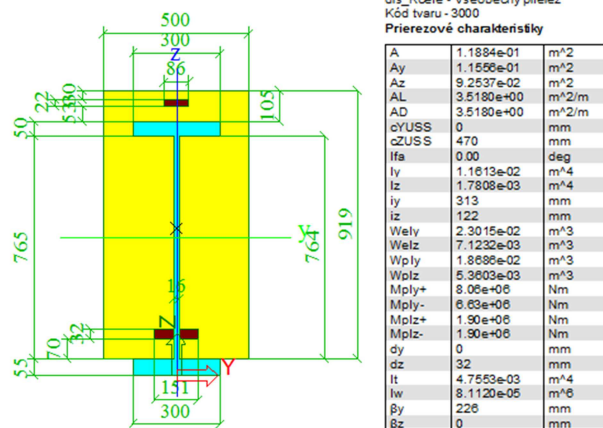 Kód tvaru - 3000
Prierezové charakteristiky
A 1.1884e-01 m^2
Ay 1.1556e-01 m^2
Az 9.2537e-02 m^2
AL 3.5180e+00 m^2/m
AD 3.5180e+00 m^2/m
cYUSS 0 mm
cZUSS 470 mm
Ifa 0.00 deg
Iy 1.1613e-02 m^4
Iz 1.7808e-03 m^4
iy 313 mm
iz 122 mm
Wely 2.3015e-02 m^3
Welz 7.1232e-03 m^3
Wply 1.8686e-02 m^3
Wplz 5.3603e-03 m^3
Mply+ 8.06e+06 Nm
Mply- 6.63e+06 Nm
Mplz+ 1.90e+06 Nm
Mplz- 1.90e+06 Nm
dy 0 mm
dz 32 mm
It 4.7553e-03 m^4
Iw 8.1120e-05 m^6
βy 226 mm
βz 0 mm
500
300
Z
86
22
53
30
105
50
765
y
764
919
16
Z
32
70
Y
55
151
300